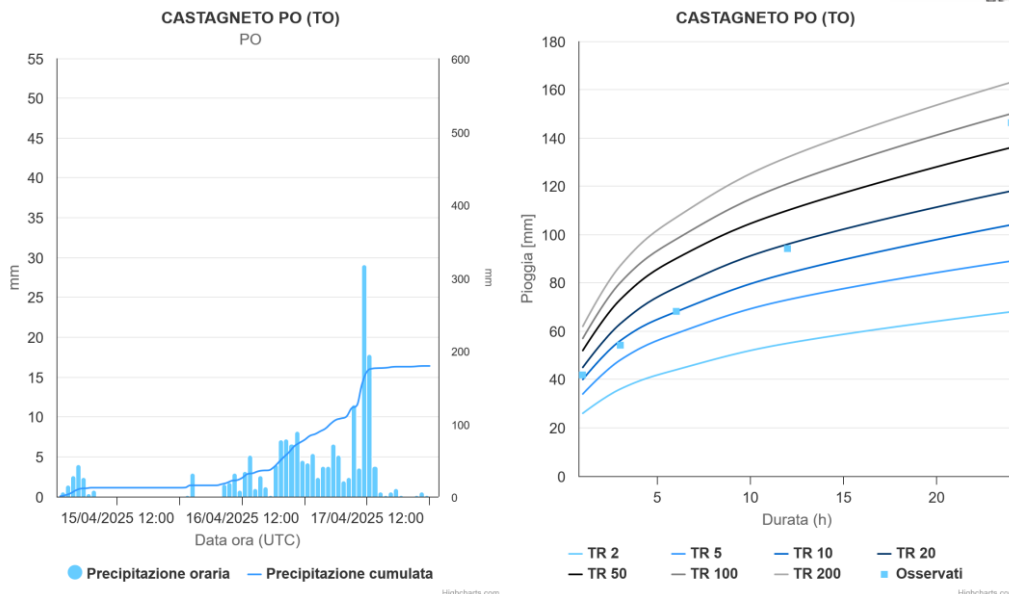 CASTAGNETO PO (TO)
PO
55
50
45
40
35
30
25
20
15
10
5
0
mm
600
500
400
300
200
100
0
mm
15/04/2025 12:00 16/04/2025 12:00 17/04/2025 12:00
Data ora (UTC)
Precipitazione oraria Precipitazione cumulata
Highcharts.com
CASTAGNETO PO (TO)
180
160
140
120
100
80
60
40
20
0
Pioggia [mm]
5 10 15 20
Durata (h)
TR 2 TR 5 TR 10 TR 20
TR 50 TR 100 TR 200 Osservati